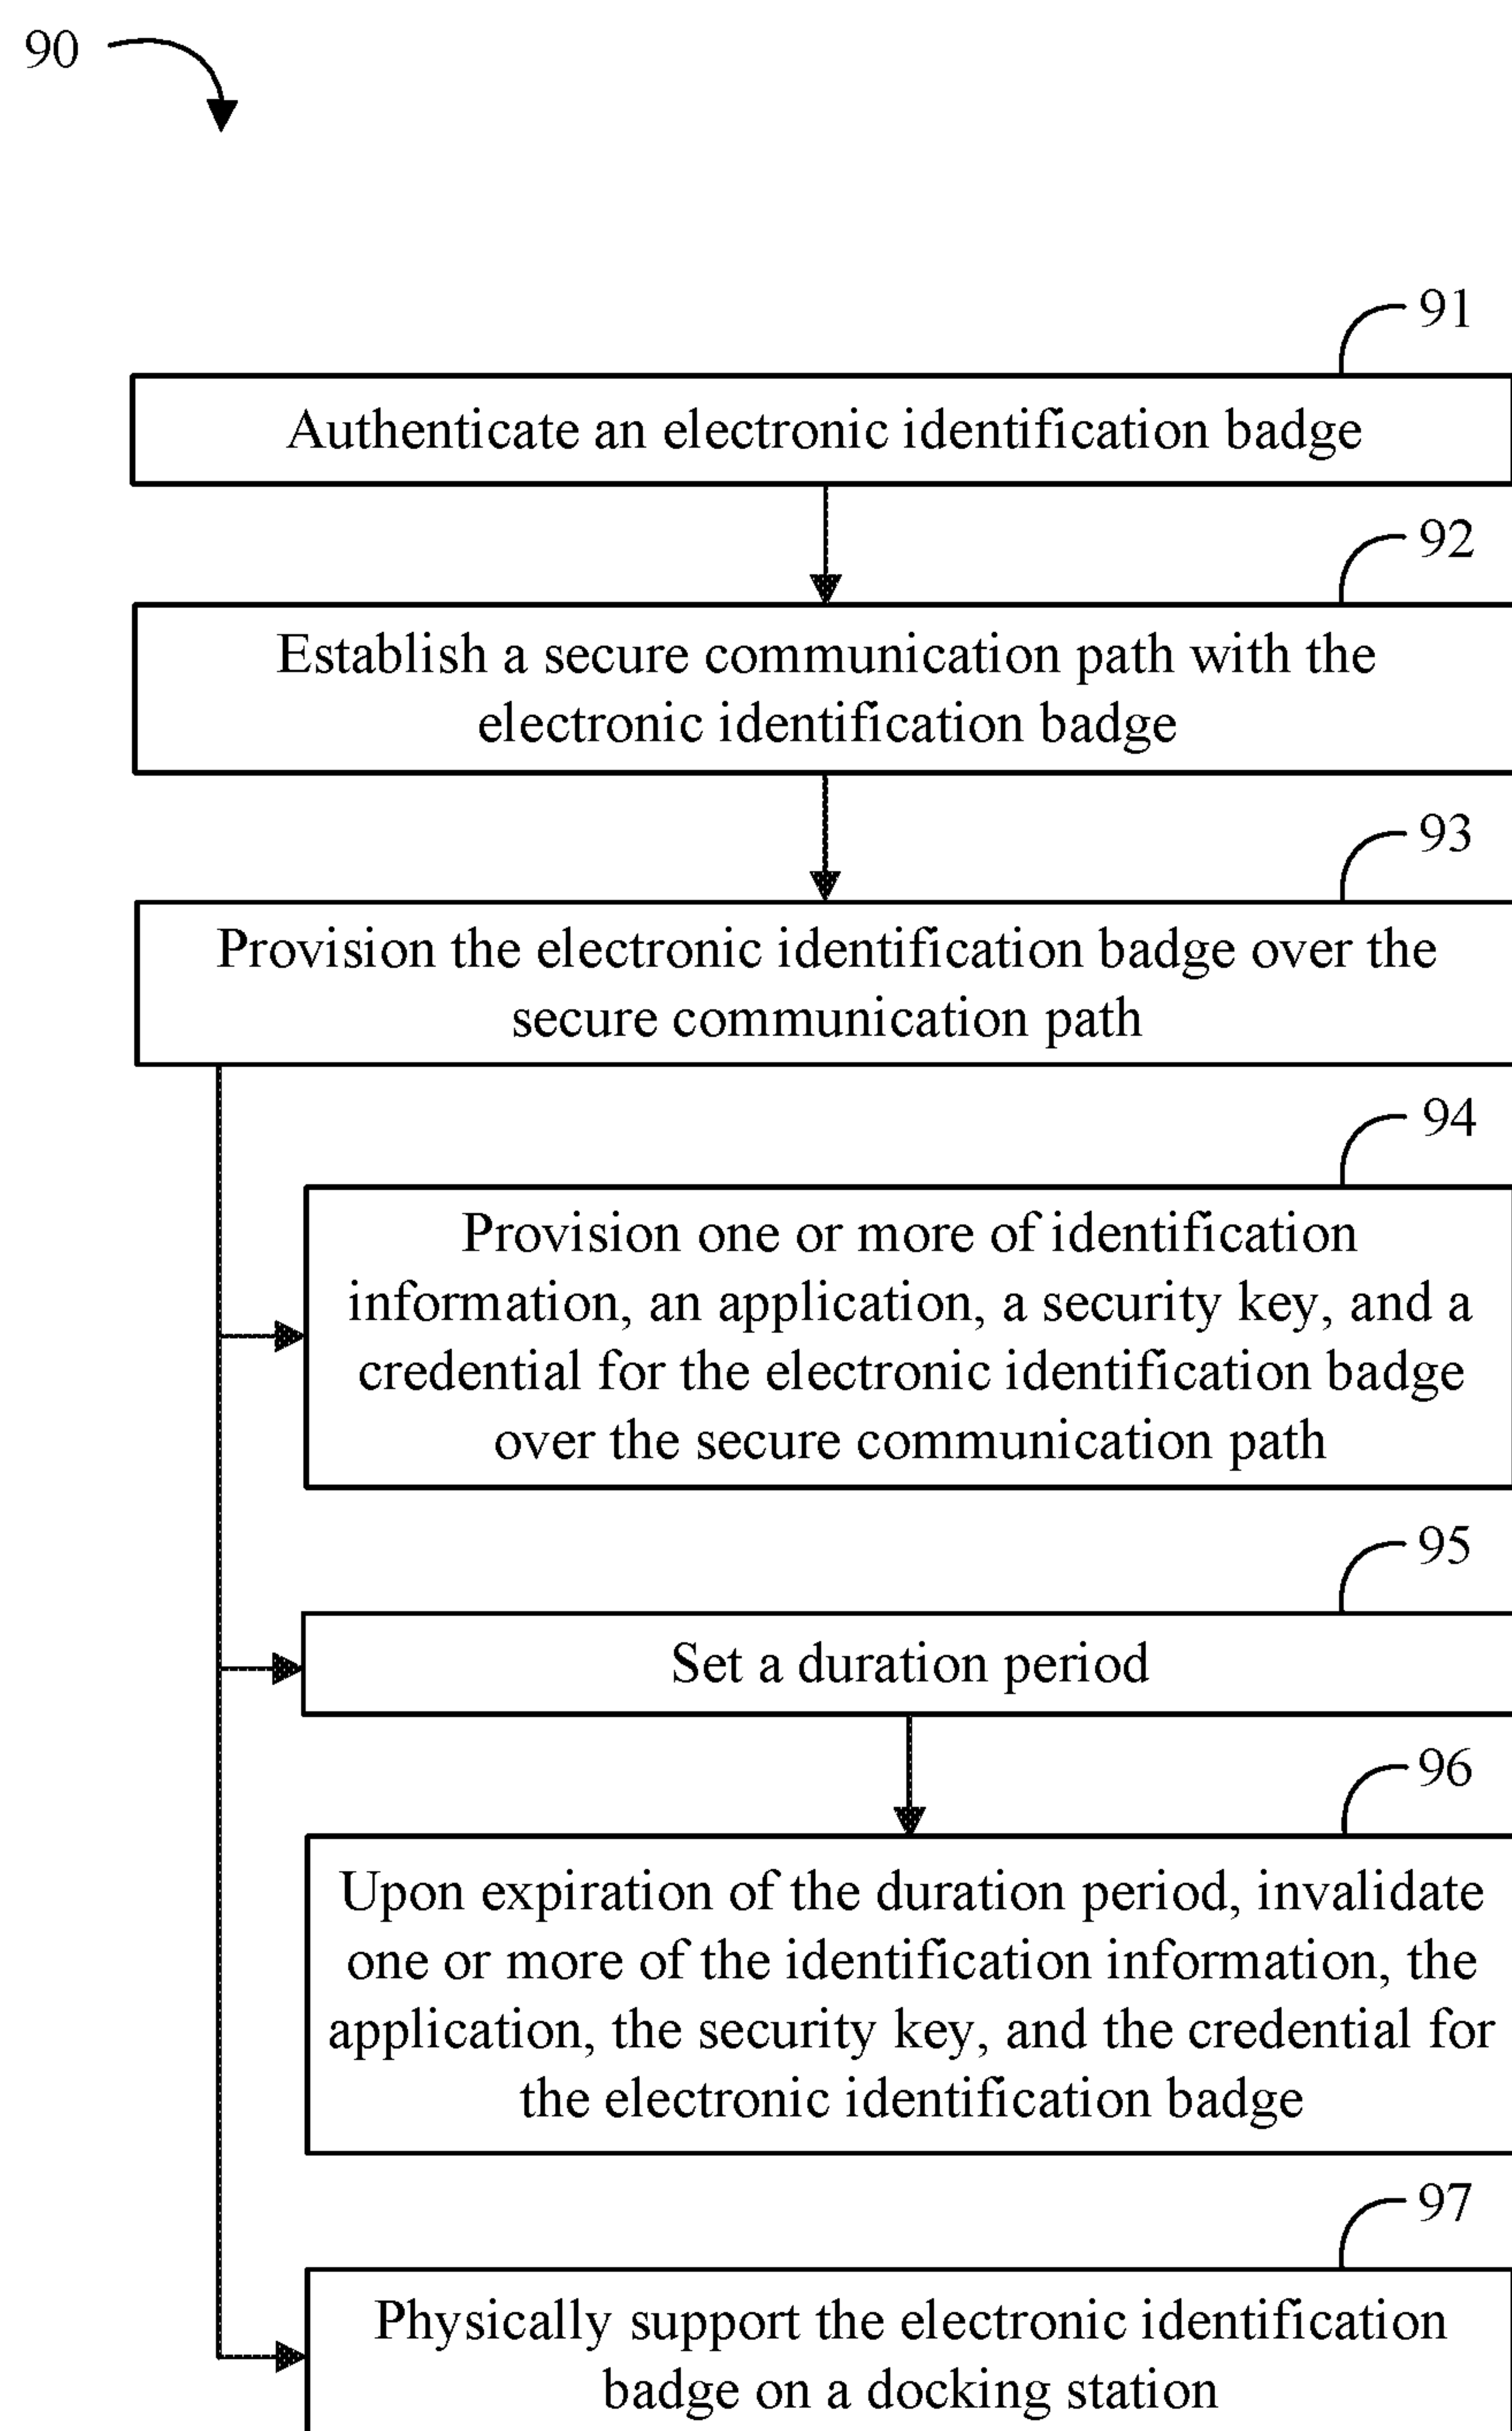 90
91
Authenticate an electronic identification badge
92
Establish a secure communication path with the
electronic identification badge
93
Provision the electronic identification badge over the
secure communication path
94
Provision one or more of identification
information, an application, a security key, and a
credential for the electronic identification badge
over the secure communication path
95
Set a duration period
96
Upon expiration of the duration period, invalidate
one or more of the identification information, the
application, the security key, and the credential for
the electronic identification badge
97
Physically support the electronic identification
badge on a docking station